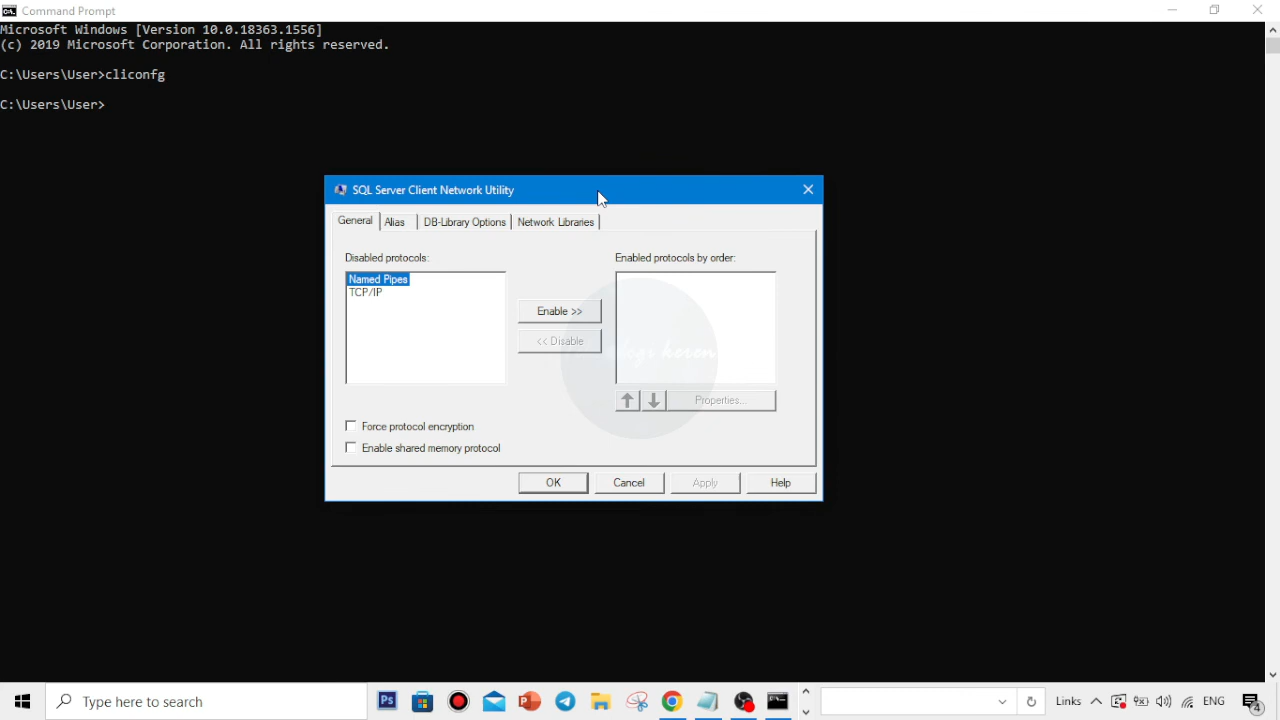 Command Prompt
Microsoft Windows [Version 10.0.18363.1556]
(c) 2019 Microsoft Corporation. All rights reserved.
C:\Users\User>cliconfg
C:\Users\User>
SQL Server Client Network Utility
General Alias DB-Library Options Network Libraries
Disabled protocols: Enabled protocols by order:
Named Pipes
TCP/IP
Enable >>
<< Disable
Properties...
Force protocol encryption
Enable shared memory protocol
OK Cancel Apply Help
Type here to search Ps Links ENG 4